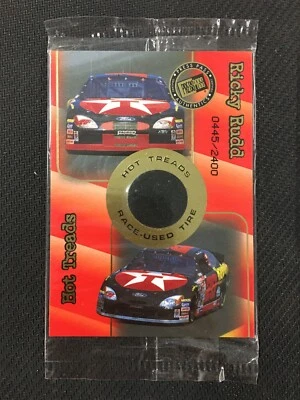 PRESS PASS
AUTHENTICS
Ricky Rudd
0445/2400
HOT TREADS
RACE-USED TIRE
Hot Treads